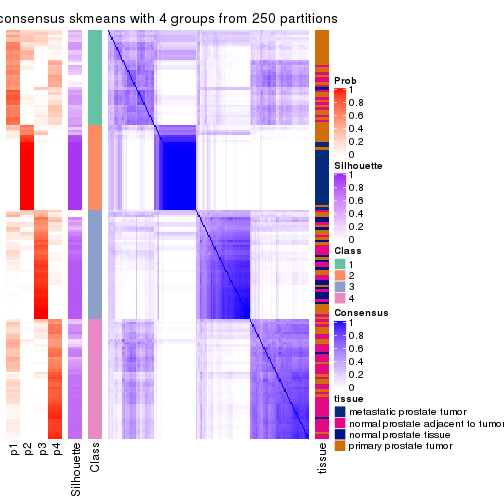 consensus skmeans with 4 groups from 250 partitions
Prob
1
0.8
0.6
0.4
0.2
0
Silhouette
1
0.8
0.6
0.4
0.2
0
Class
1
2
3
4
Consensus
1
0.8
0.6
0.4
0.2
0
tissue
metastatic prostate tumor
normal prostate adjacent to tumor
normal prostate tissue
primary prostate tumor
p1
p2
p3
p4
Silhouette
Class
tissue